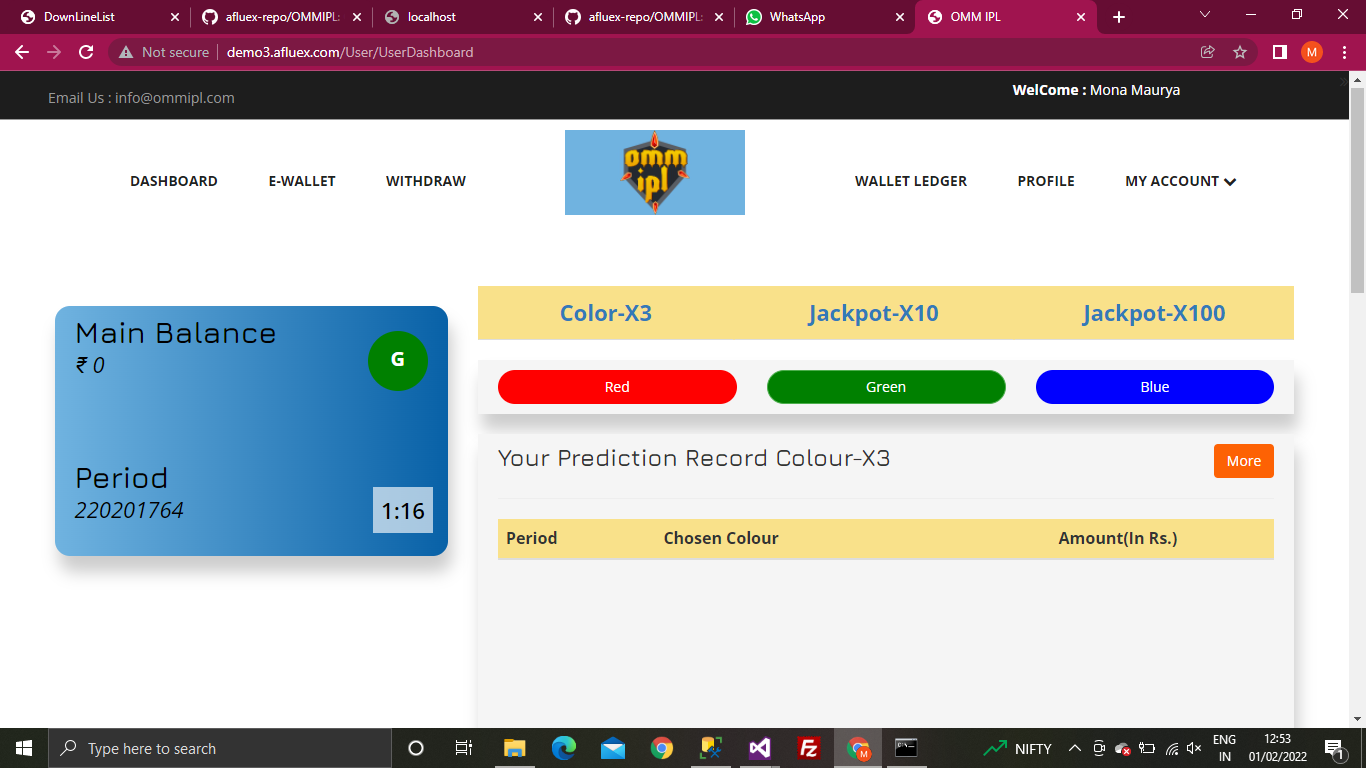 DownLineList
afluex-repo/OMMIPL:
localhost
afluex-repo/OMMIPL:
WhatsApp
OMM IPL
Not secure
demo3.afluex.com/User/UserDashboard
M
Email Us : info@ommipl.com
WelCome : Mona Maurya
DASHBOARD
E-WALLET
WITHDRAW
omm
ipl
WALLET LEDGER
PROFILE
MY ACCOUNT
Main Balance
₹ 0
G
Period
220201764
1:16
Color-X3
Jackpot-X10
Jackpot-X100
Red
Green
Blue
Your Prediction Record Colour-X3
More
Period
Chosen Colour
Amount(In Rs.)
Type here to search
Fz
M
NIFTY
ENG
IN
12:53
01/02/2022
1